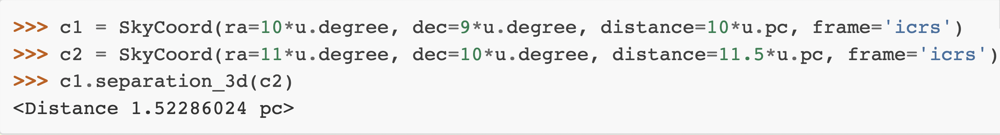 >>> c1 = SkyCoord(ra=10*u.degree, dec=9*u.degree, distance=10*u.pc, frame='icrs')
>>> c2 = SkyCoord(ra=11*u.degree, dec=10*u.degree, distance=11.5*u.pc, frame='icrs')
>>> c1.separation_3d(c2)
<Distance 1.52286024 pc>